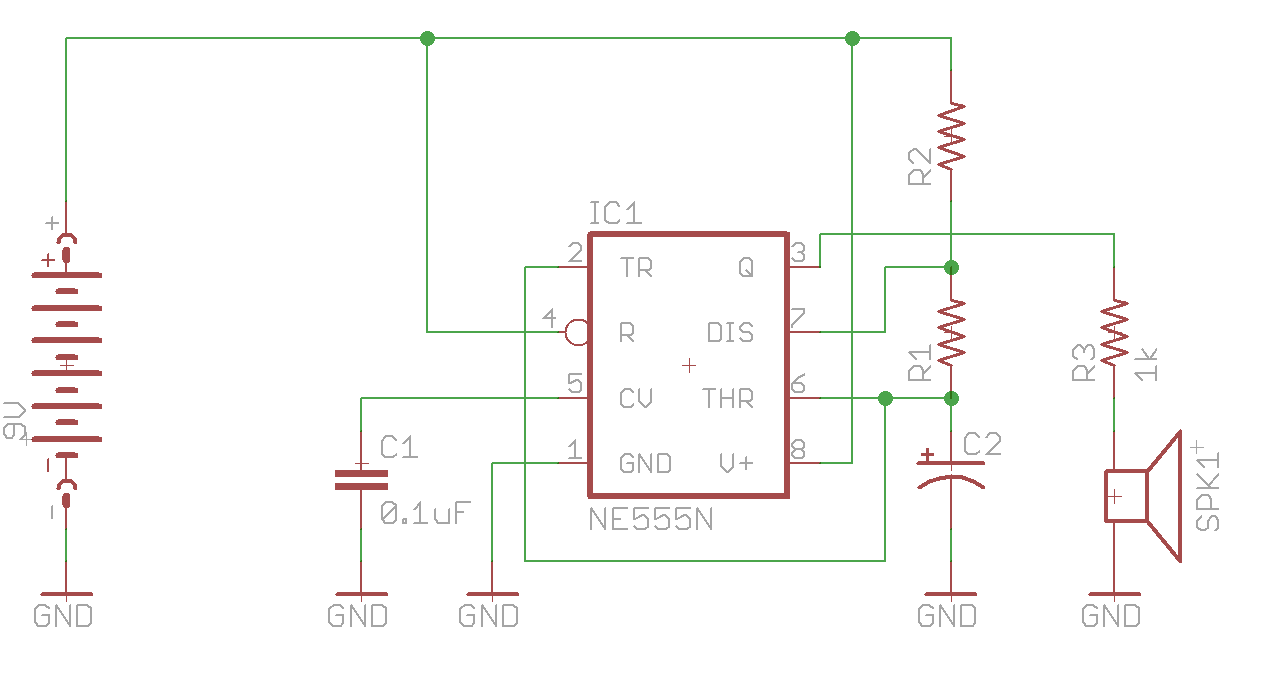 IC1
2
TR
Q
3
4
R
DIS
7
5
CV
THR
6
1
GND
V+
8
NE555N
R2
R1
R3
1k
C1
0.1uF
C2
+
SPK1
9V
+
+
-
-
GND
GND
GND
GND
GND